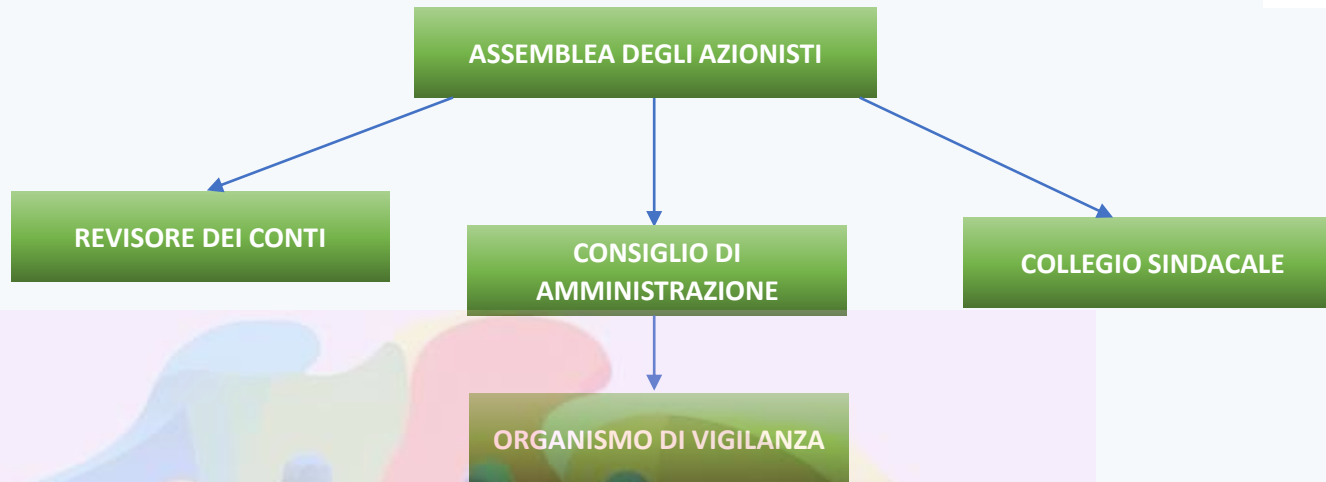 ASSEMBLEA DEGLI AZIONISTI
REVISORE DEI CONTI
CONSIGLIO DI
AMMINISTRAZIONE
COLLEGIO SINDACALE
ORGANISMO DI VIGILANZA